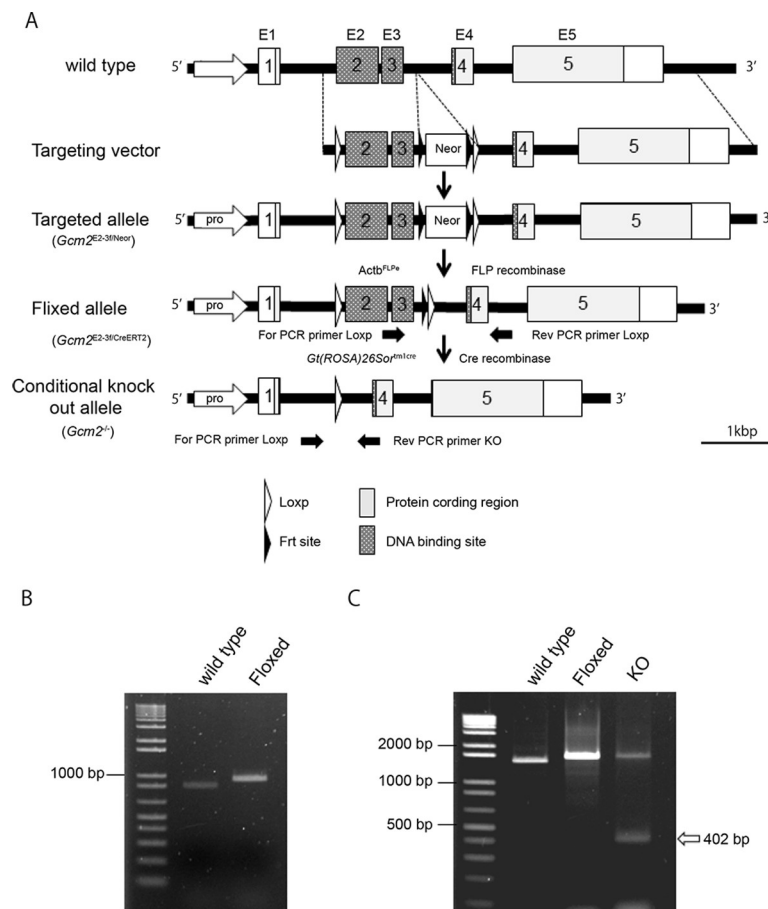 A
E1 E2 E3 E4 E5
wild type 5′ 1 2 3 4 5 3′
Targeting vector 2 3 Neor 4 5
Targeted allele 5′ pro 1 2 3 Neor 4 5 3′
(Gcm2E2-3f/Neor)
ActbFLPe FLP recombinase
Flixed allele 5′ pro 1 2 3 4 5 3′
(Gcm2E2-3f/CreERT2)
For PCR primer Loxp Rev PCR primer Loxp
Gt(ROSA)26Sortm1cre Cre recombinase
Conditional knock
out allele 5′ pro 1 4 5 3′
(Gcm2-/-)
For PCR primer Loxp Rev PCR primer KO
1kbp
Loxp Protein cording region
Frt site DNA binding site
B
wild type Floxed
1000 bp
C
wild type Floxed KO
2000 bp
1000 bp
500 bp
402 bp